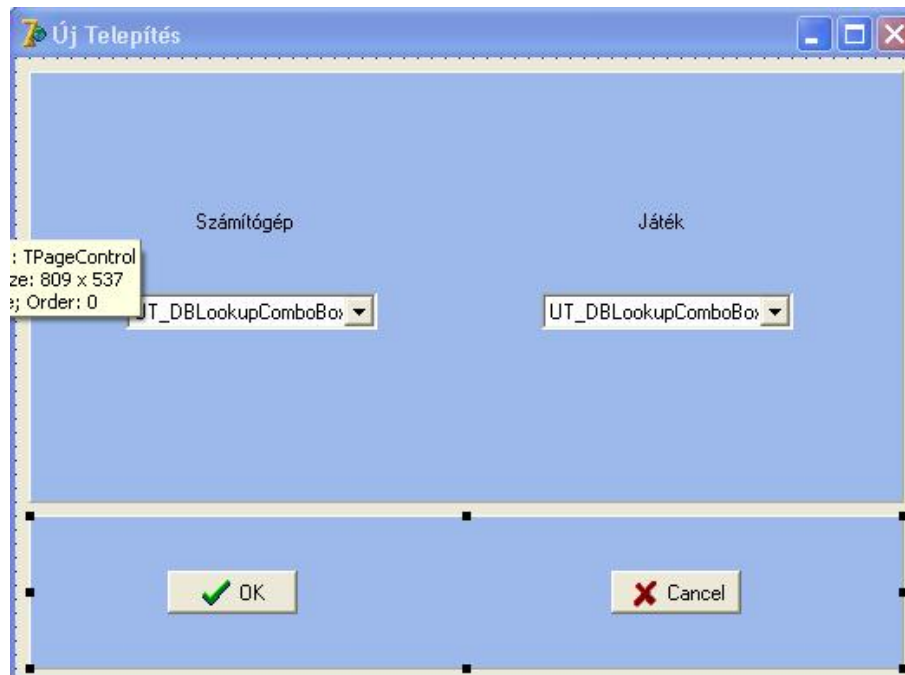 Új Telepítés
Számítógép
Játék
: TPageControl
ze: 809 x 537
e; Order: 0
UT_DBLookupComboBo
UT_DBLookupComboBo
OK
Cancel